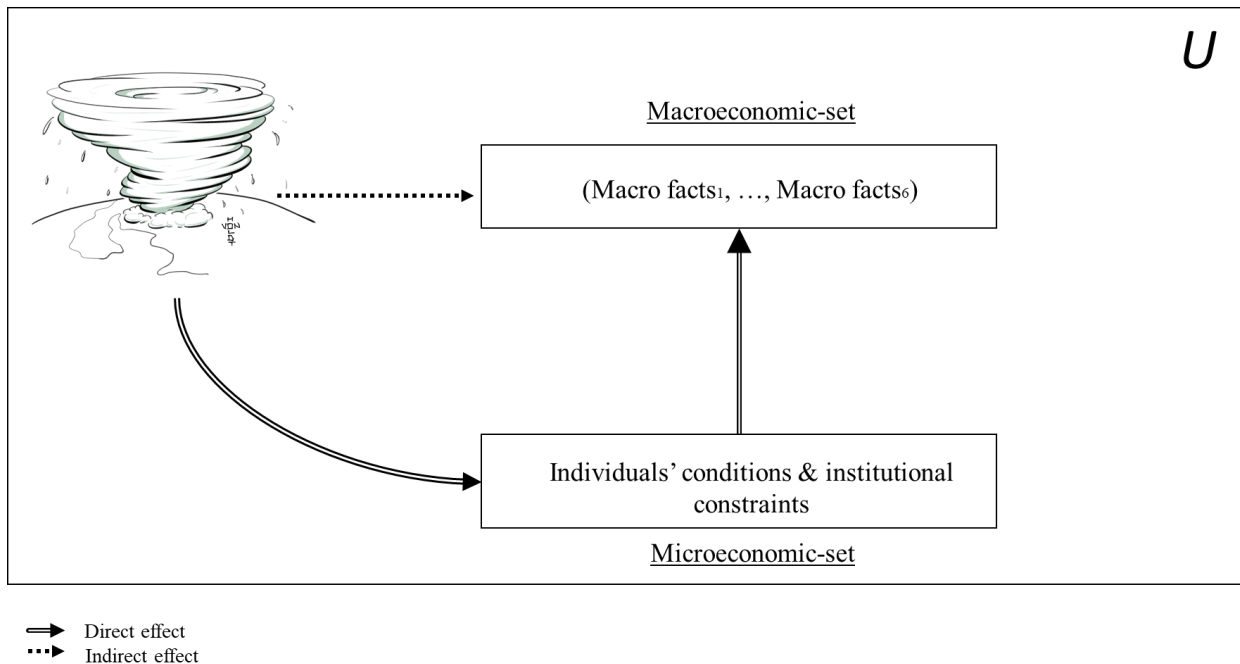 U
Macroeconomic-set
(Macro facts₁, …, Macro facts₆)
Individuals’ conditions & institutional
constraints
Microeconomic-set
Direct effect
Indirect effect